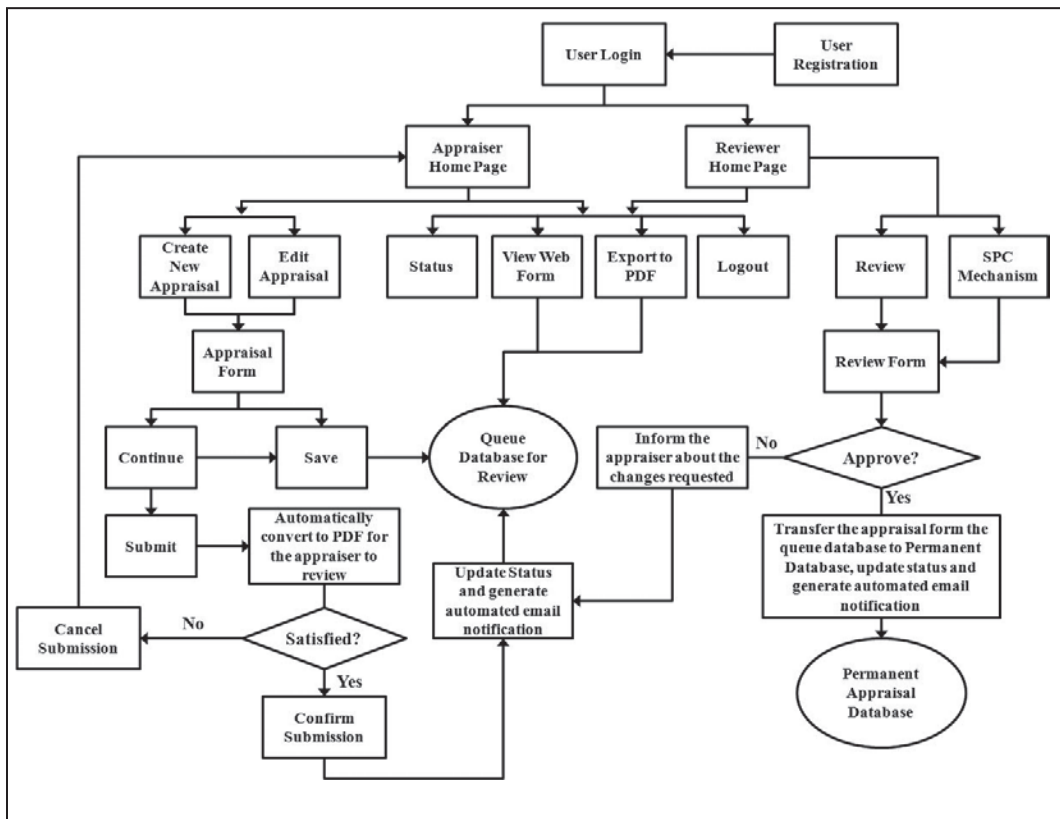 User Login
User
Registration
Appraiser
Home Page
Reviewer
Home Page
Create
New
Appraisal
Edit
Appraisal
Status
View Web
Form
Export to
PDF
Logout
Review
SPC
Mechanism
Appraisal
Form
Review Form
Continue
Save
Queue
Database for
Review
Inform the
appraiser about the
changes requested
No
Approve?
Yes
Submit
Automatically
convert to PDF for
the appraiser to
review
Update Status
and generate
automated email
notification
Transfer the appraisal form the
queue database to Permanent
Database, update status and
generate automated email
notification
Cancel
Submission
No
Satisfied?
Yes
Confirm
Submission
Permanent
Appraisal
Database